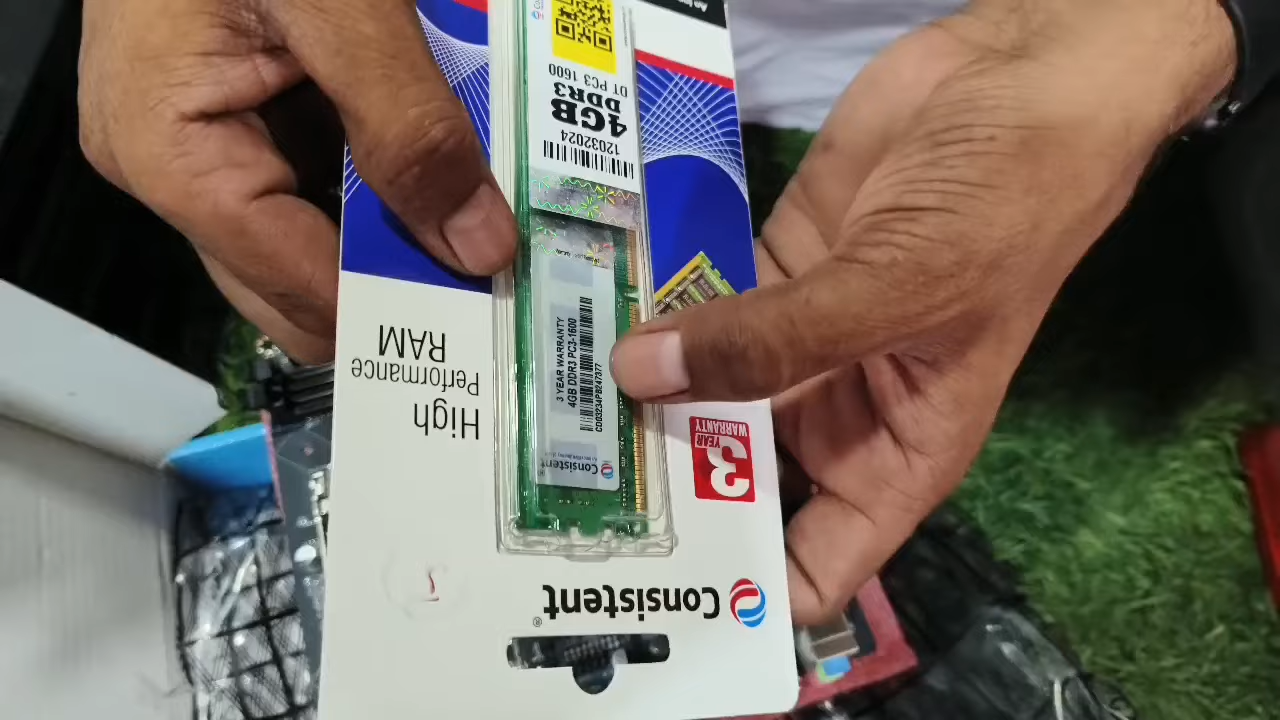 Consistent®
3
YEAR
WARRANTY
High
Performance
RAM
Consistent
3 YEAR WARRANTY
4GB DDR3 PC3-1600
CD03234PB247377
12032024
4GB
DDR3
DT PC3 1600